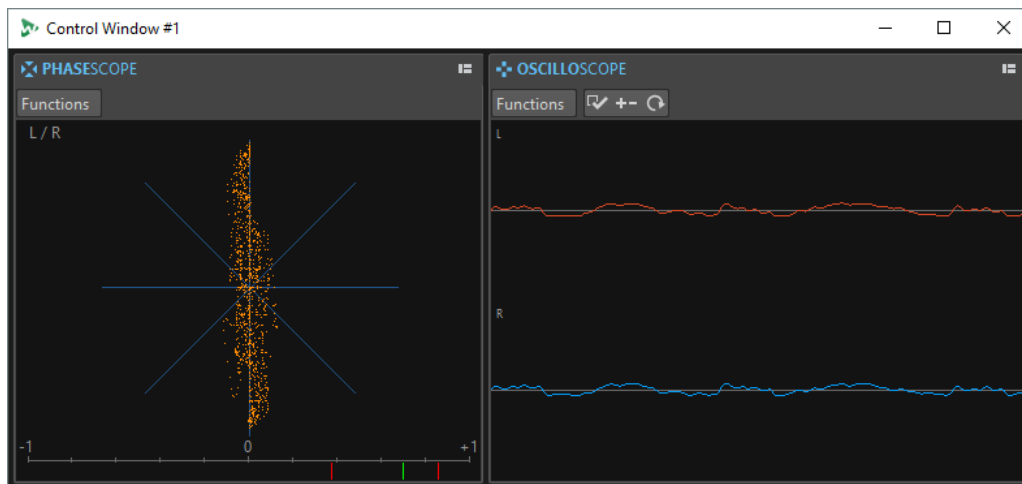 Control Window #1
PHASESCOPE
Functions
L / R
-1
0
+1
OSCILLOSCOPE
Functions
L
R